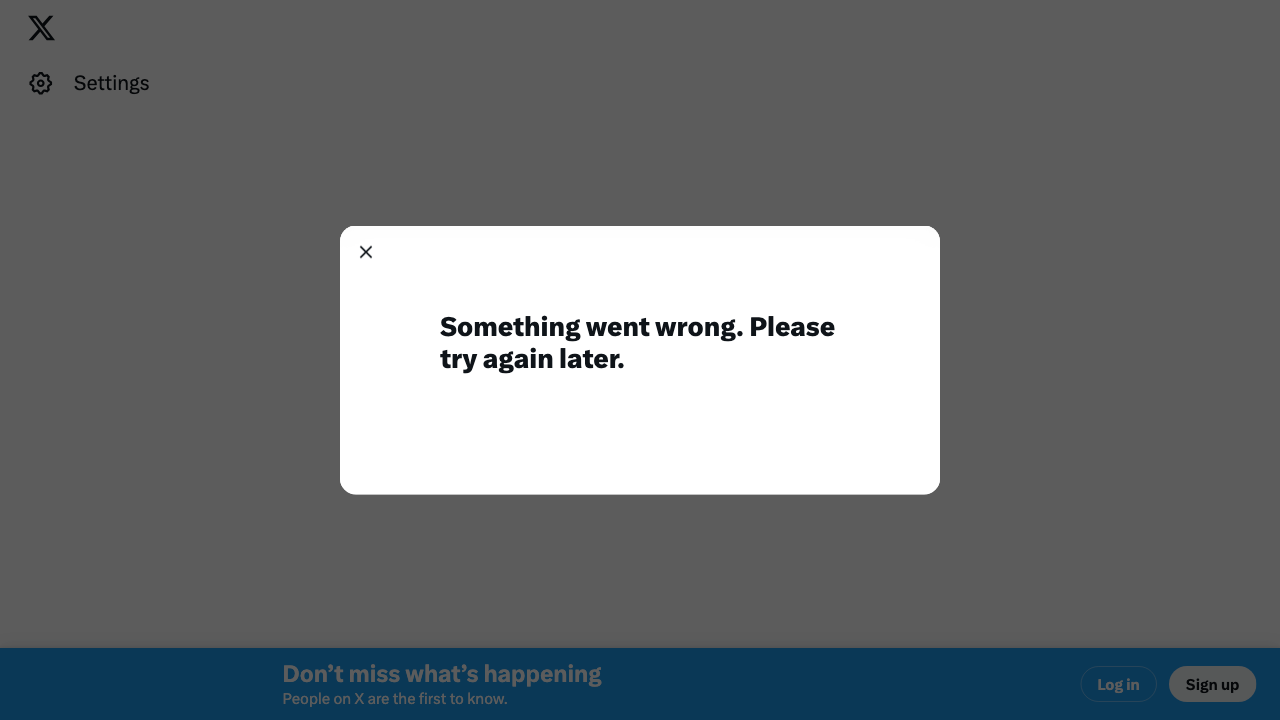 Settings
Something went wrong. Please
try again later.
Don’t miss what’s happening
People on X are the first to know.
Log in
Sign up